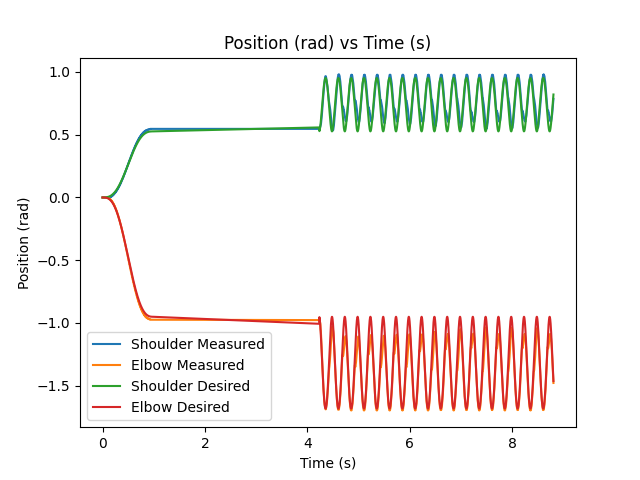 Position (rad) vs Time (s)
1.0
0.5
0.0
−0.5
−1.0
−1.5
Position (rad)
Shoulder Measured
Elbow Measured
Shoulder Desired
Elbow Desired
0 2 4 6 8
Time (s)